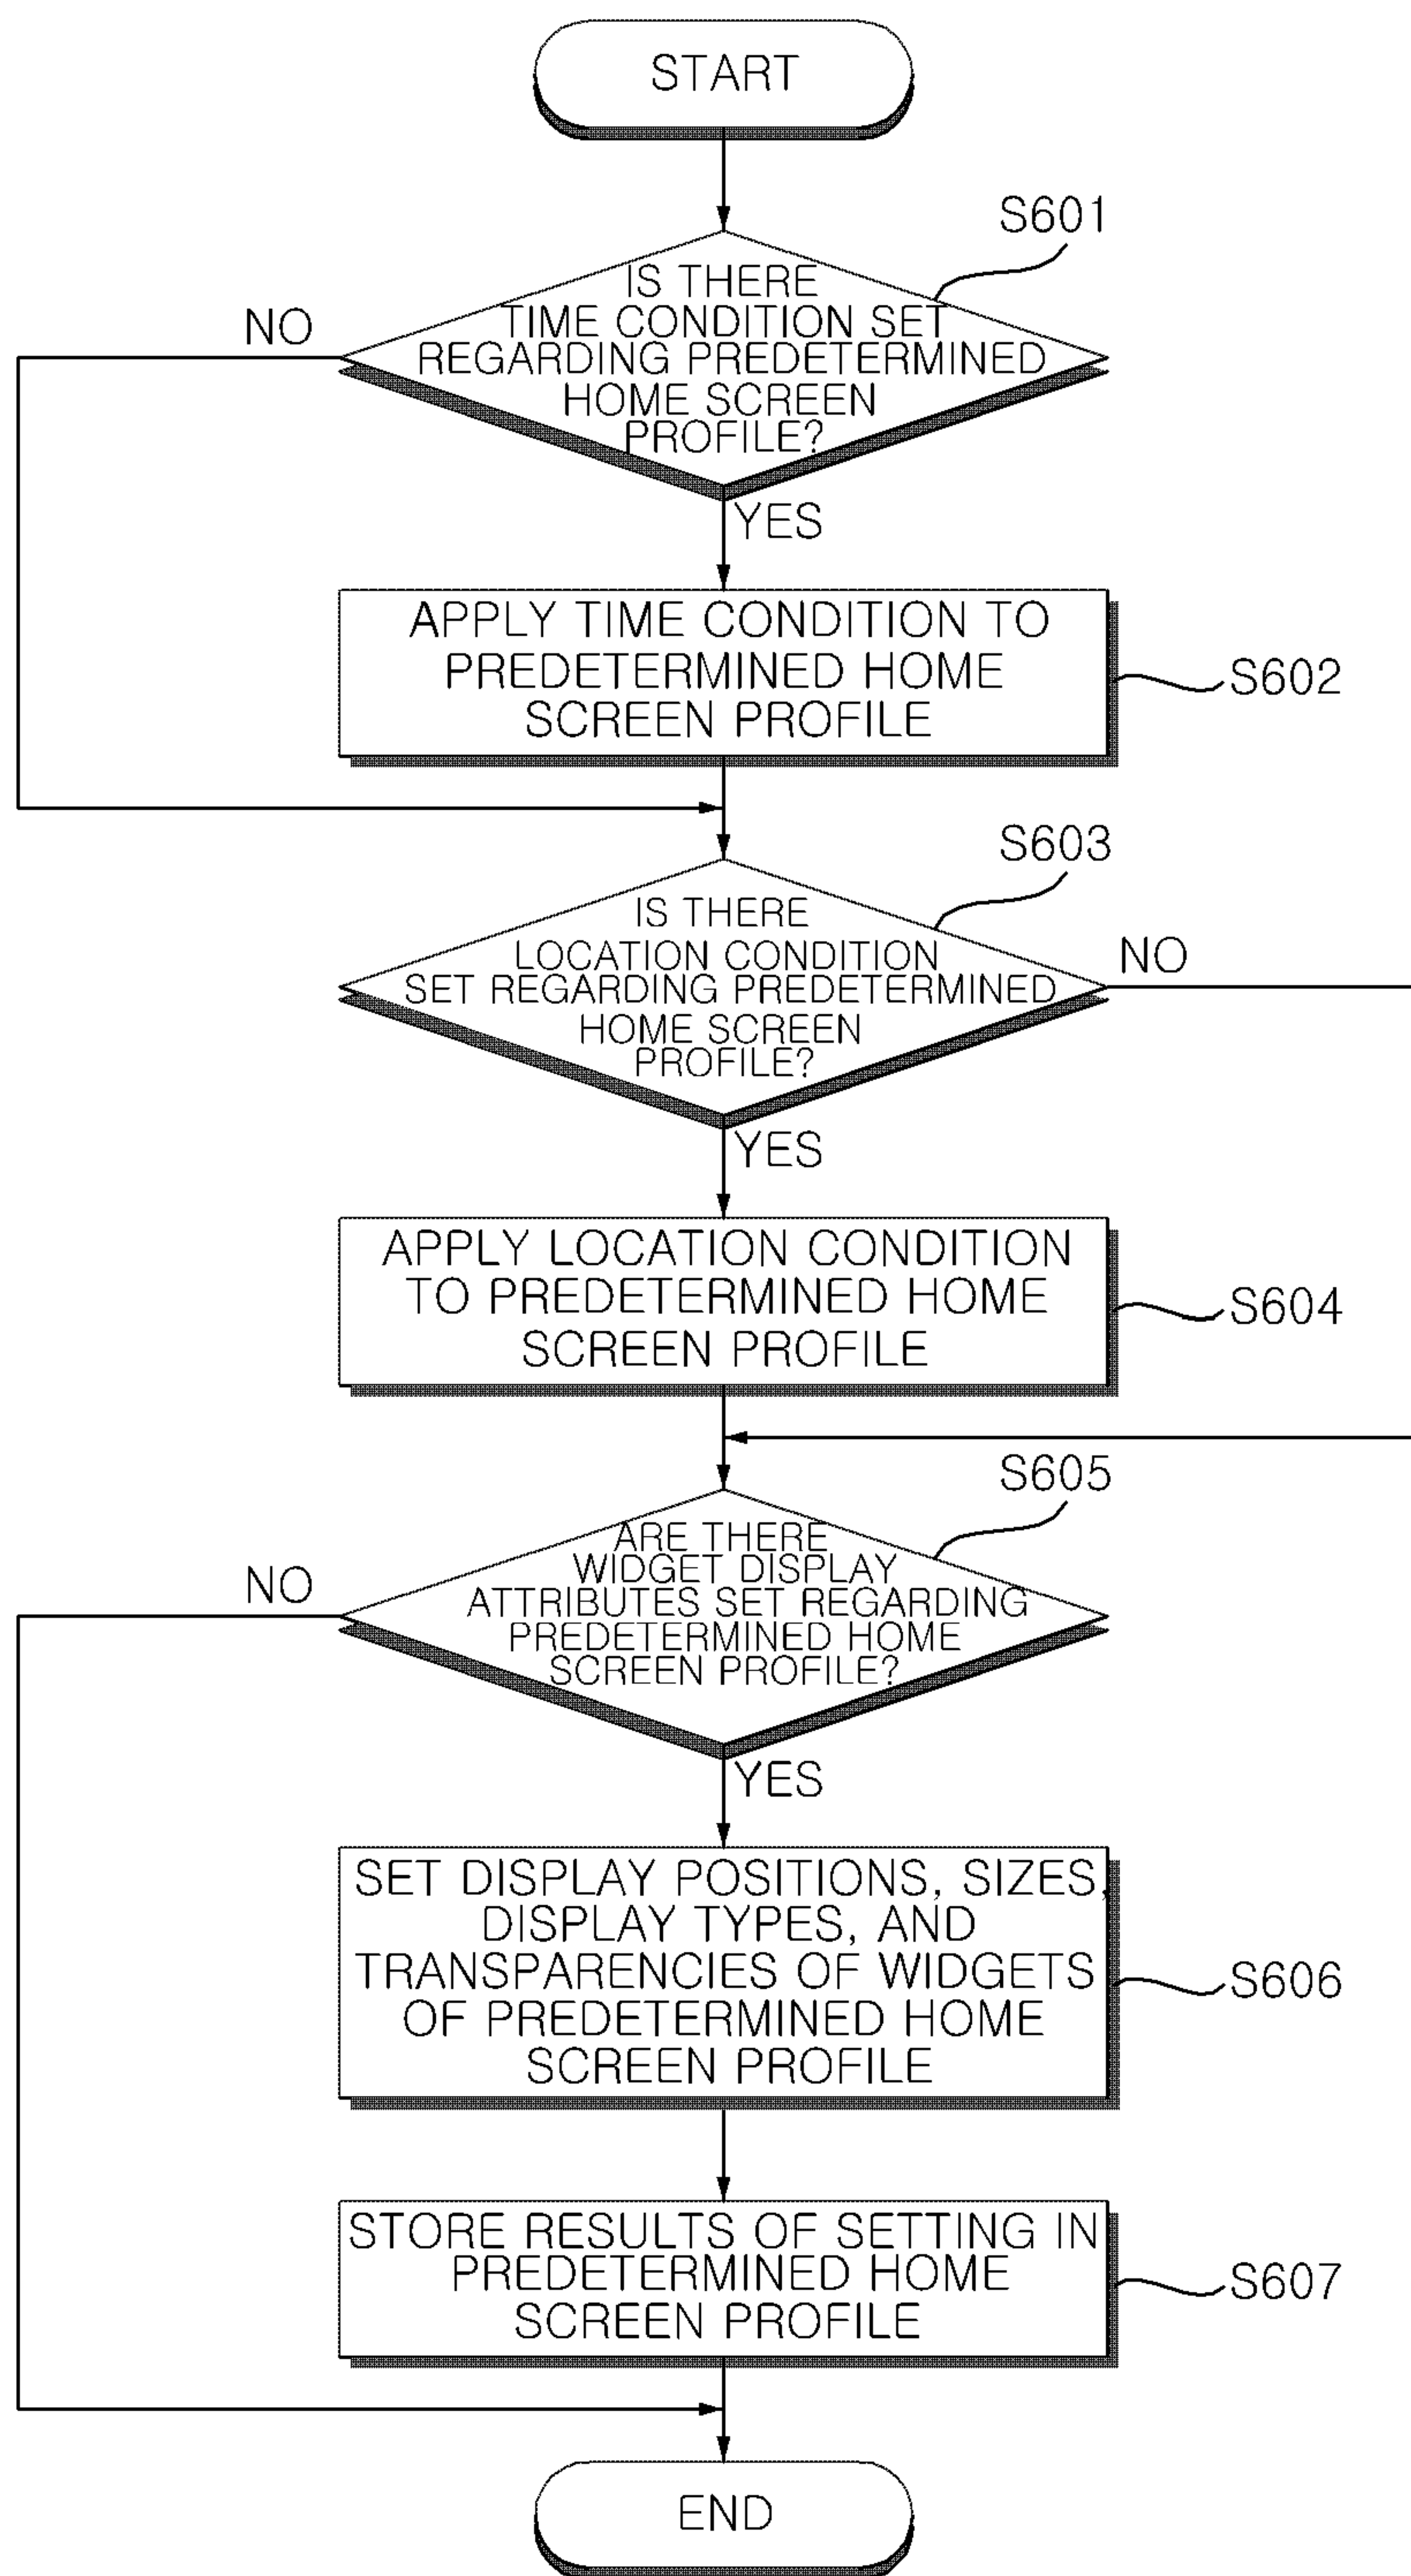 START
S601
IS THERE
TIME CONDITION SET
REGARDING PREDETERMINED
HOME SCREEN
PROFILE?
NO
YES
APPLY TIME CONDITION TO
PREDETERMINED HOME
SCREEN PROFILE
S602
S603
IS THERE
LOCATION CONDITION
SET REGARDING PREDETERMINED
HOME SCREEN
PROFILE?
NO
YES
APPLY LOCATION CONDITION
TO PREDETERMINED HOME
SCREEN PROFILE
S604
S605
ARE THERE
WIDGET DISPLAY
ATTRIBUTES SET REGARDING
PREDETERMINED HOME
SCREEN PROFILE?
NO
YES
SET DISPLAY POSITIONS, SIZES,
DISPLAY TYPES, AND
TRANSPARENCIES OF WIDGETS
OF PREDETERMINED HOME
SCREEN PROFILE
S606
STORE RESULTS OF SETTING IN
PREDETERMINED HOME
SCREEN PROFILE
S607
END